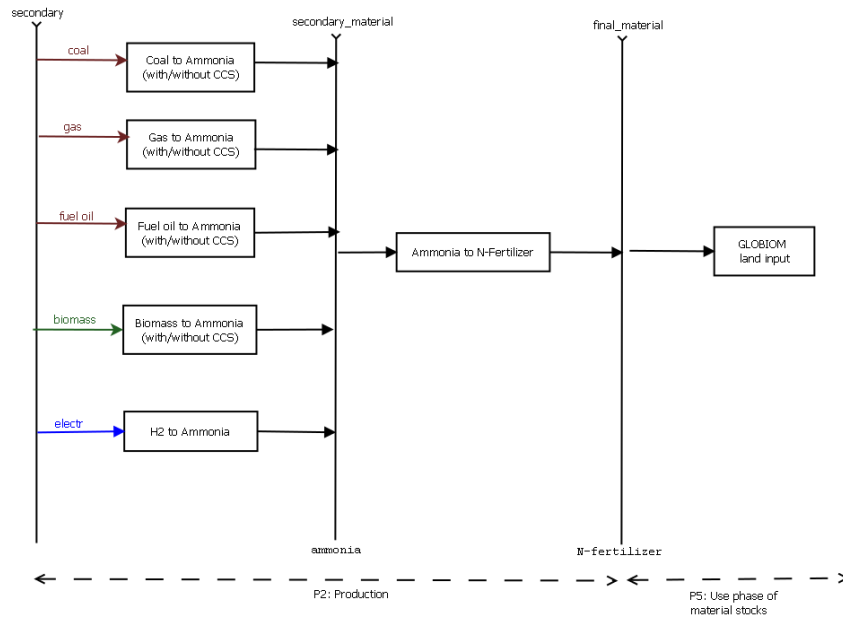 secondary
secondary_material
final_material
coal
Coal to Ammonia
(with/without CCS)
gas
Gas to Ammonia
(with/without CCS)
fuel oil
Fuel oil to Ammonia
(with/without CCS)
Ammonia to N-Fertilizer
GLOBIOM
land input
biomass
Biomass to Ammonia
(with/without CCS)
electr
H2 to Ammonia
ammonia
N-fertilizer
P2: Production
P5: Use phase of
material stocks